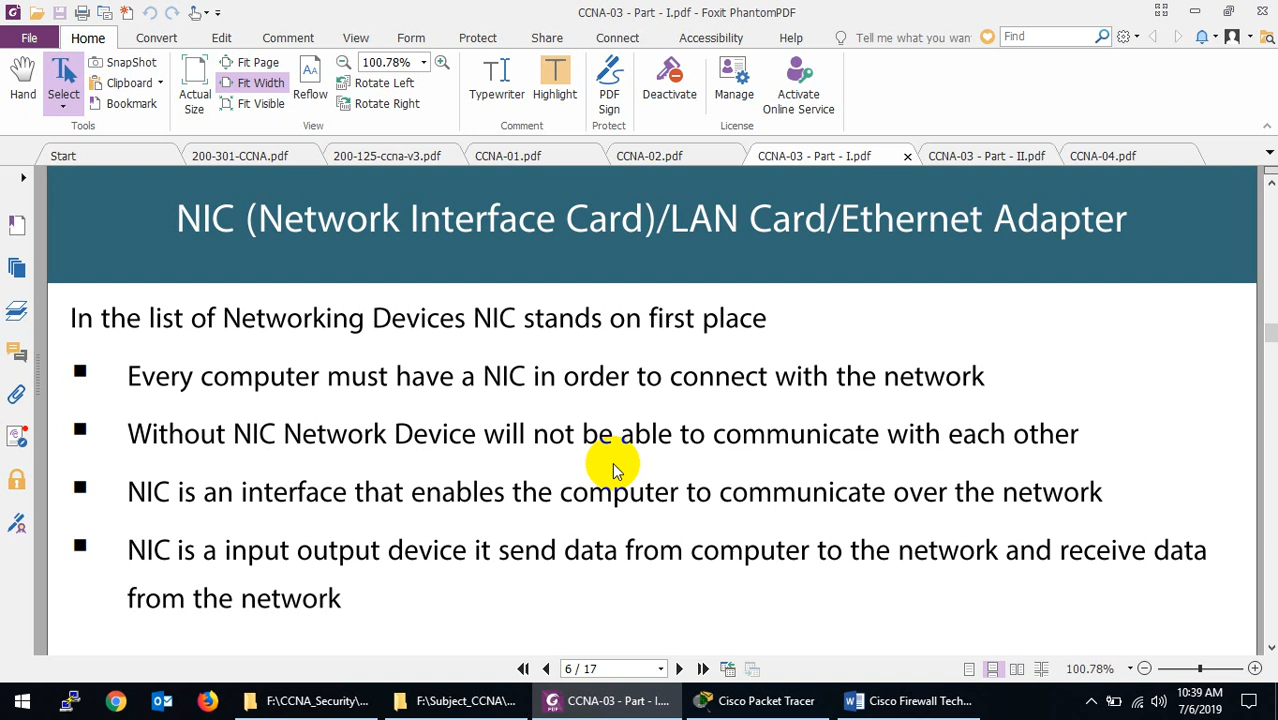 CCNA-03 - Part - I.pdf - Foxit PhantomPDF
File Home Convert Edit Comment View Form Protect Share Connect Accessibility Help Tell me what you want Find
Hand
Select
SnapShot
Clipboard
Bookmark
Tools
Actual Size
Fit Page
Fit Width
Fit Visible
Reflow
100.78%
Rotate Left
Rotate Right
View
Typewriter
Highlight
Comment
PDF Sign
Protect
Deactivate
Manage
Activate Online Service
License
Start 200-301-CCNA.pdf 200-125-ccna-v3.pdf CCNA-01.pdf CCNA-02.pdf CCNA-03 - Part - I.pdf CCNA-03 - Part - II.pdf CCNA-04.pdf
NIC (Network Interface Card)/LAN Card/Ethernet Adapter
In the list of Networking Devices NIC stands on first place
Every computer must have a NIC in order to connect with the network
Without NIC Network Device will not be able to communicate with each other
NIC is an interface that enables the computer to communicate over the network
NIC is a input output device it send data from computer to the network and receive data
from the network
6 / 17
100.78%
F:\CCNA_Security\... F:\Subject_CCNA\... CCNA-03 - Part - I.... Cisco Packet Tracer Cisco Firewall Tech...
10:39 AM
7/6/2019